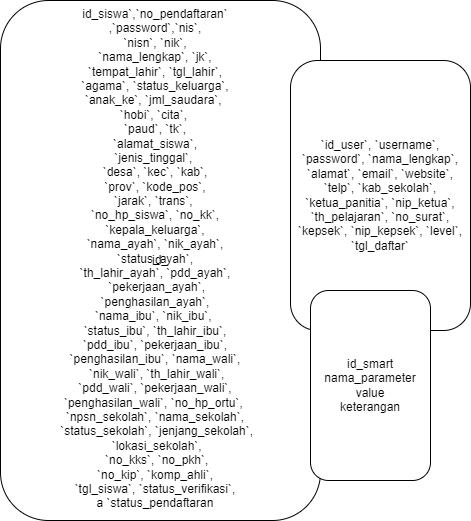 id_siswa`,`no_pendaftaran`
,`password`,`nis`,
`nisn`, `nik`,
`nama_lengkap`, `jk`,
`tempat_lahir`, `tgl_lahir`,
`agama`, `status_keluarga`,
`anak_ke`, `jml_saudara`,
`hobi`, `cita`,
`paud`, `tk`,
`alamat_siswa`,
`jenis_tinggal`,
`desa`, `kec`, `kab`,
`prov`, `kode_pos`,
`jarak`, `trans`,
`no_hp_siswa`, `no_kk`,
`kepala_keluarga`,
`nama_ayah`, `nik_ayah`,
`status_ayah`,
id
`th_lahir_ayah`, `pdd_ayah`,
`pekerjaan_ayah`,
`penghasilan_ayah`,
`nama_ibu`, `nik_ibu`,
`status_ibu`, `th_lahir_ibu`,
`pdd_ibu`, `pekerjaan_ibu`,
`penghasilan_ibu`, `nama_wali`,
`nik_wali`, `th_lahir_wali`,
`pdd_wali`, `pekerjaan_wali`,
`penghasilan_wali`, `no_hp_ortu`,
`npsn_sekolah`, `nama_sekolah`,
`status_sekolah`, `jenjang_sekolah`,
`lokasi_sekolah`,
`no_kks`, `no_pkh`,
`no_kip`, `komp_ahli`,
`tgl_siswa`, `status_verifikasi`,
a `status_pendaftaran
`id_user`, `username`,
`password`, `nama_lengkap`,
`alamat`, `email`, `website`,
`telp`, `kab_sekolah`,
`ketua_panitia`, `nip_ketua`,
`th_pelajaran`, `no_surat`,
`kepsek`, `nip_kepsek`, `level`,
`tgl_daftar`
id_smart
nama_parameter
value
keterangan